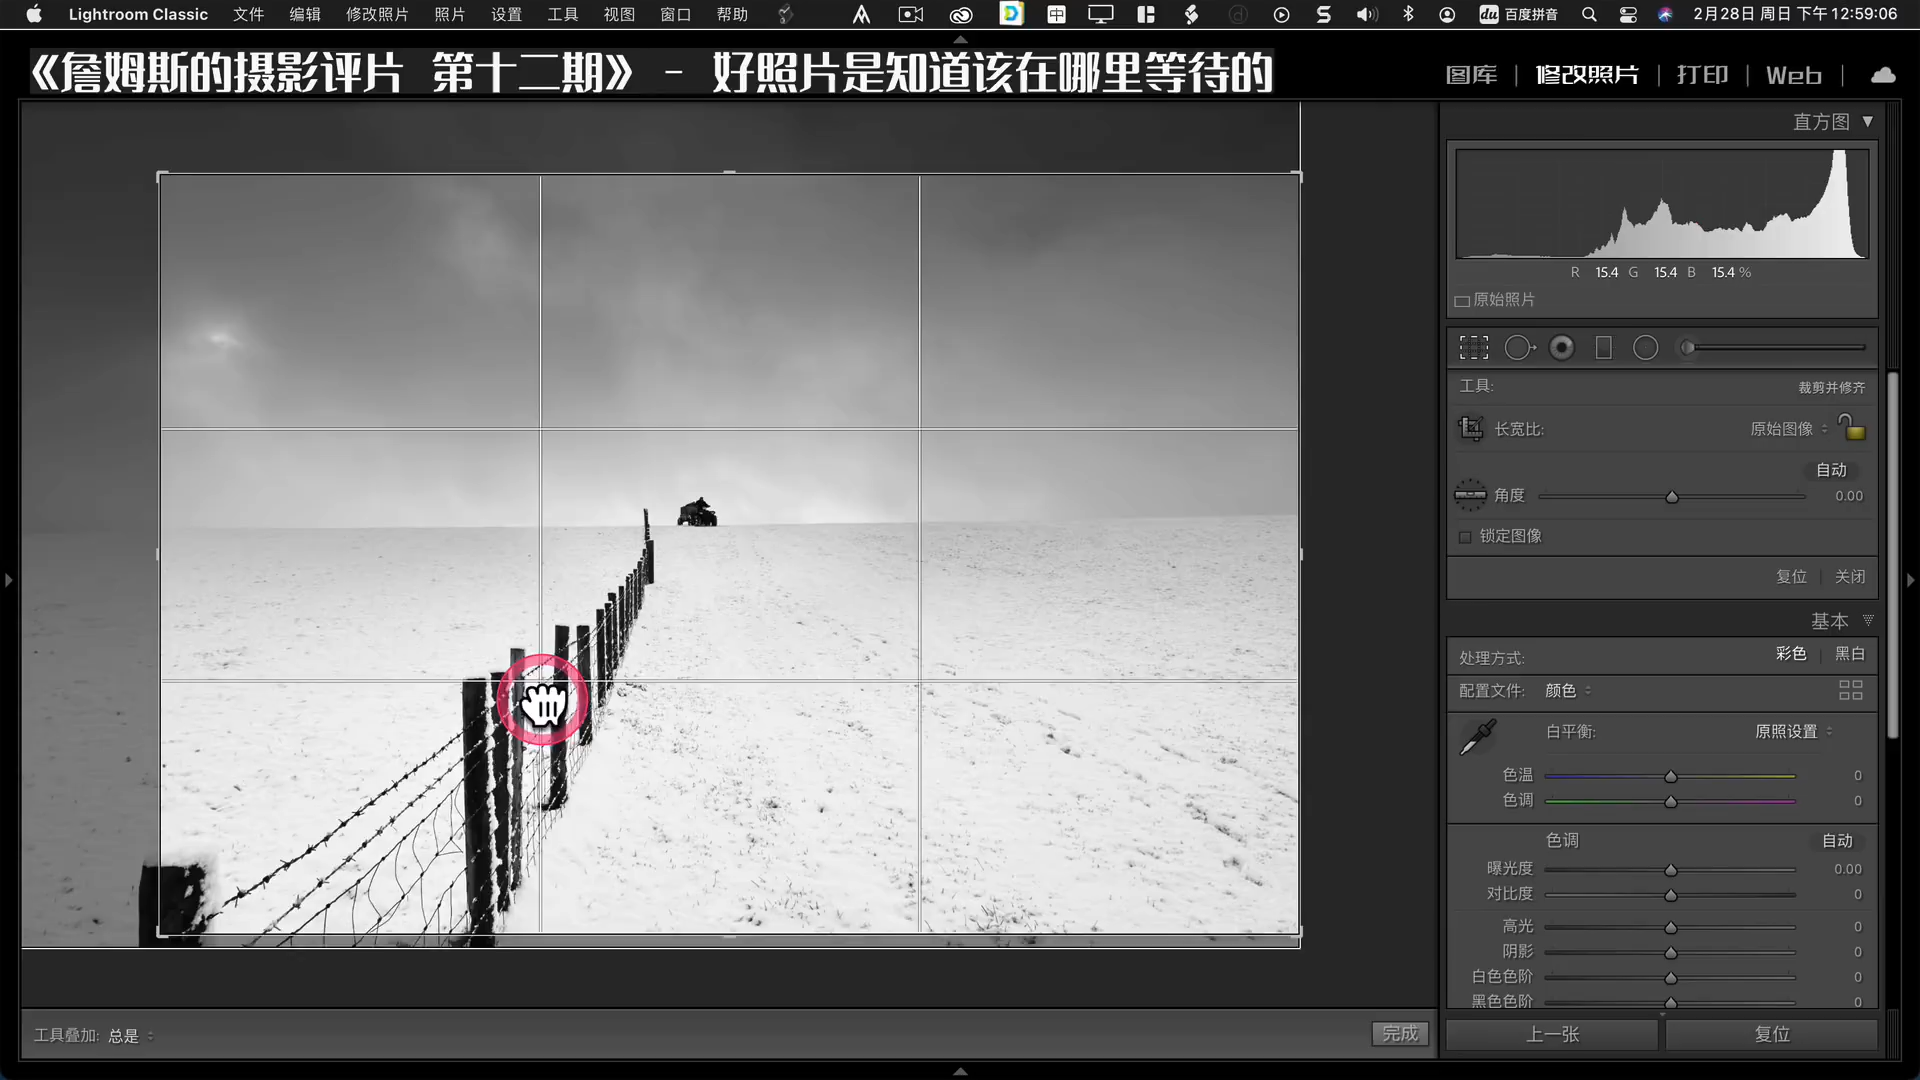 Lightroom Classic 文件 编辑 修改照片 照片 设置 工具 视图 窗口 帮助 中 du 百度拼音 2月28日 周日 下午 12:59:06
《詹姆斯的摄影评片 第十二期》 - 好照片是知道该在哪里等待的
图库 | 修改照片 | 打印 | Web |
直方图
R 15.4 G 15.4 B 15.4 %
原始照片
工具: 裁剪并修齐
长宽比: 原始图像
自动
角度 0.00
锁定图像
复位 关闭
基本
处理方式: 彩色 黑白
配置文件: 颜色
白平衡: 原照设置
色温 0
色调 0
色调 自动
曝光度 0.00
对比度 0
高光 0
阴影 0
白色色阶 0
黑色色阶 0
工具叠加: 总是 完成 上一张 复位